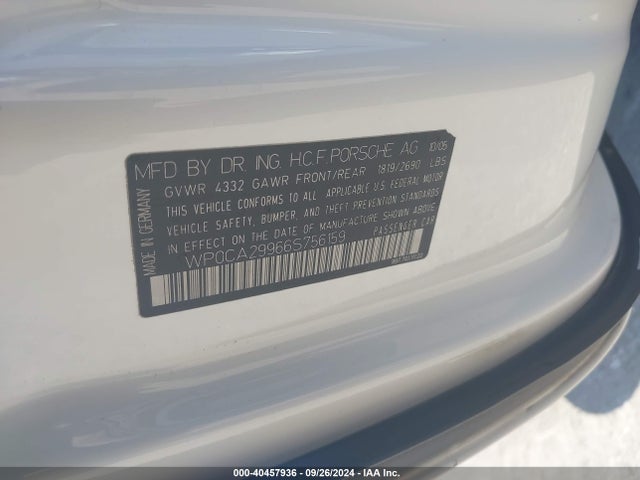 MADE IN GERMANY
MFD BY DR. ING. H.C.F. PORSCHE AG 10/05
GVWR 4332 GAWR FRONT/REAR 1819/2690 LBS
THIS VEHICLE CONFORMS TO ALL APPLICABLE U.S. FEDERAL MOTOR
VEHICLE SAFETY, BUMPER, AND THEFT PREVENTION STANDARDS
IN EFFECT ON THE DATE OF MANUFACTURE SHOWN ABOVE.
WP0CA29966S756159 PASSENGER CAR
000-40457936 - 09/26/2024 - IAA Inc.